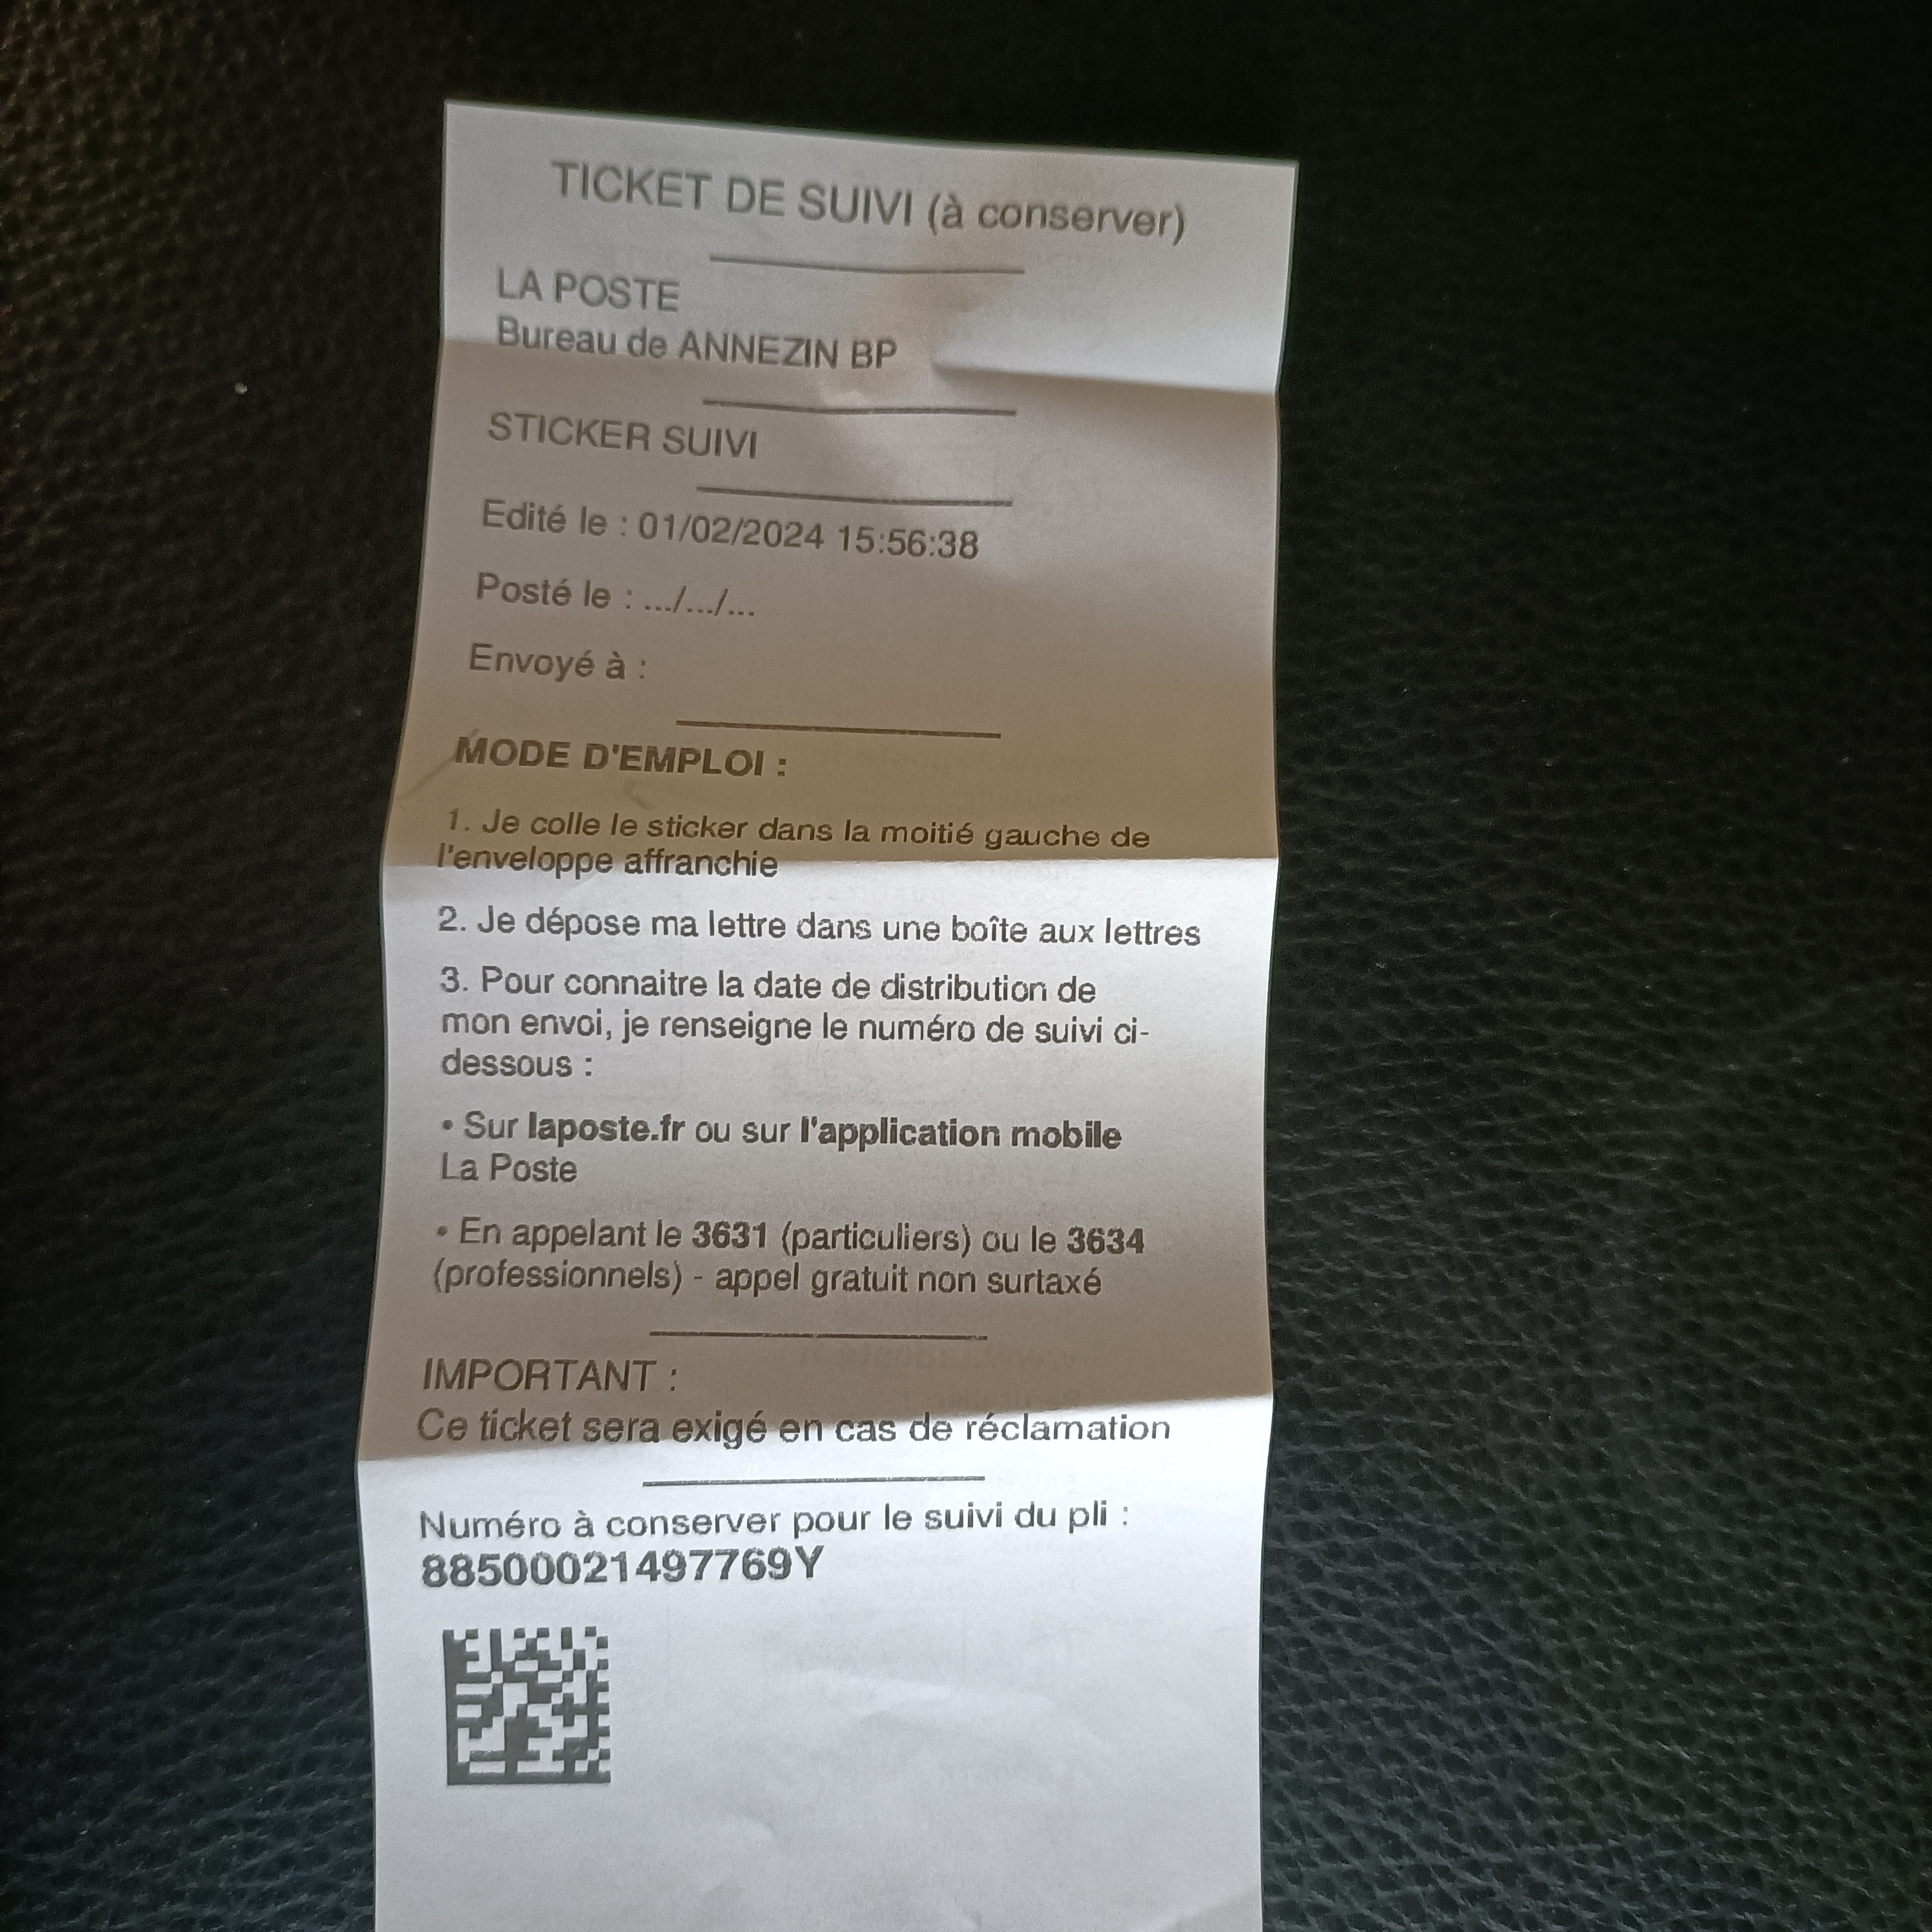 TICKET DE SUIVI (à conserver)
LA POSTE
Bureau de ANNEZIN BP
STICKER SUIVI
Edité le : 01/02/2024 15:56:38
Posté le : .../.../...
Envoyé à :
MODE D'EMPLOI :
1. Je colle le sticker dans la moitié gauche de
l'enveloppe affranchie
2. Je dépose ma lettre dans une boîte aux lettres
3. Pour connaitre la date de distribution de
mon envoi, je renseigne le numéro de suivi ci-
dessous :
• Sur laposte.fr ou sur l'application mobile
La Poste
• En appelant le 3631 (particuliers) ou le 3634
(professionnels) - appel gratuit non surtaxé
IMPORTANT :
Ce ticket sera exigé en cas de réclamation
Numéro à conserver pour le suivi du pli :
88500021497769Y